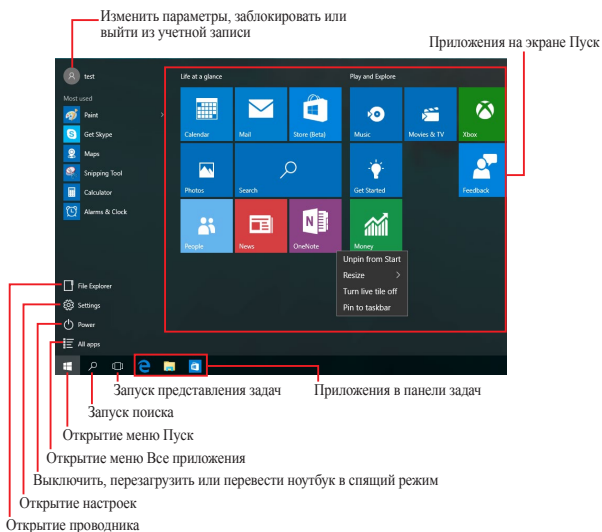 Изменить параметры, заблокировать или
выйти из учетной записи
Приложения на экране Пуск
test
Life at a glance
Play and Explore
Most used
Paint
Get Skype
Maps
Snipping Tool
Calculator
Alarms & Clock
Calendar
Mail
Store (Beta)
Music
Movies & TV
Xbox
Photos
Search
Get Started
Feedback
People
News
OneNote
Money
Unpin from Start
Resize
Turn live tile off
Pin to taskbar
File Explorer
Settings
Power
All apps
Запуск представления задач
Приложения в панели задач
Запуск поиска
Открытие меню Пуск
Открытие меню Все приложения
Выключить, перезагрузить или перевести ноутбук в спящий режим
Открытие настроек
Открытие проводника